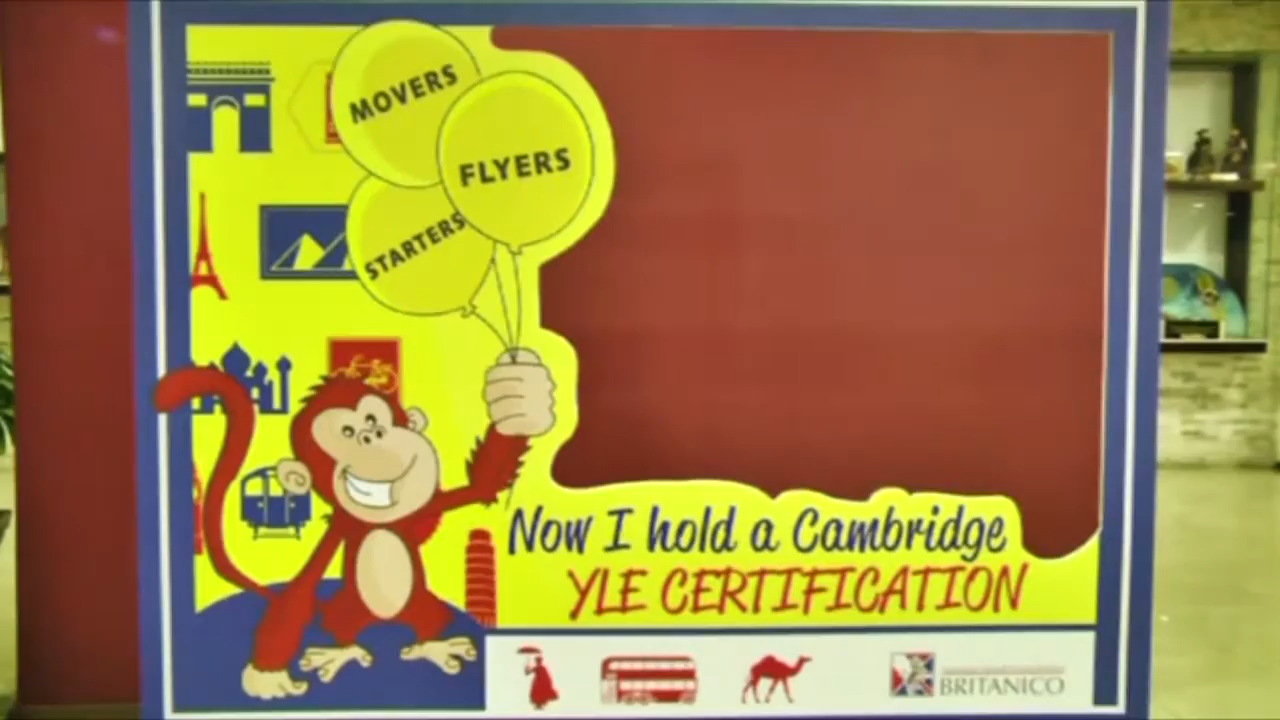 MOVERS
FLYERS
STARTERS
Now I hold a Cambridge
YLE CERTIFICATION
BRITANICO